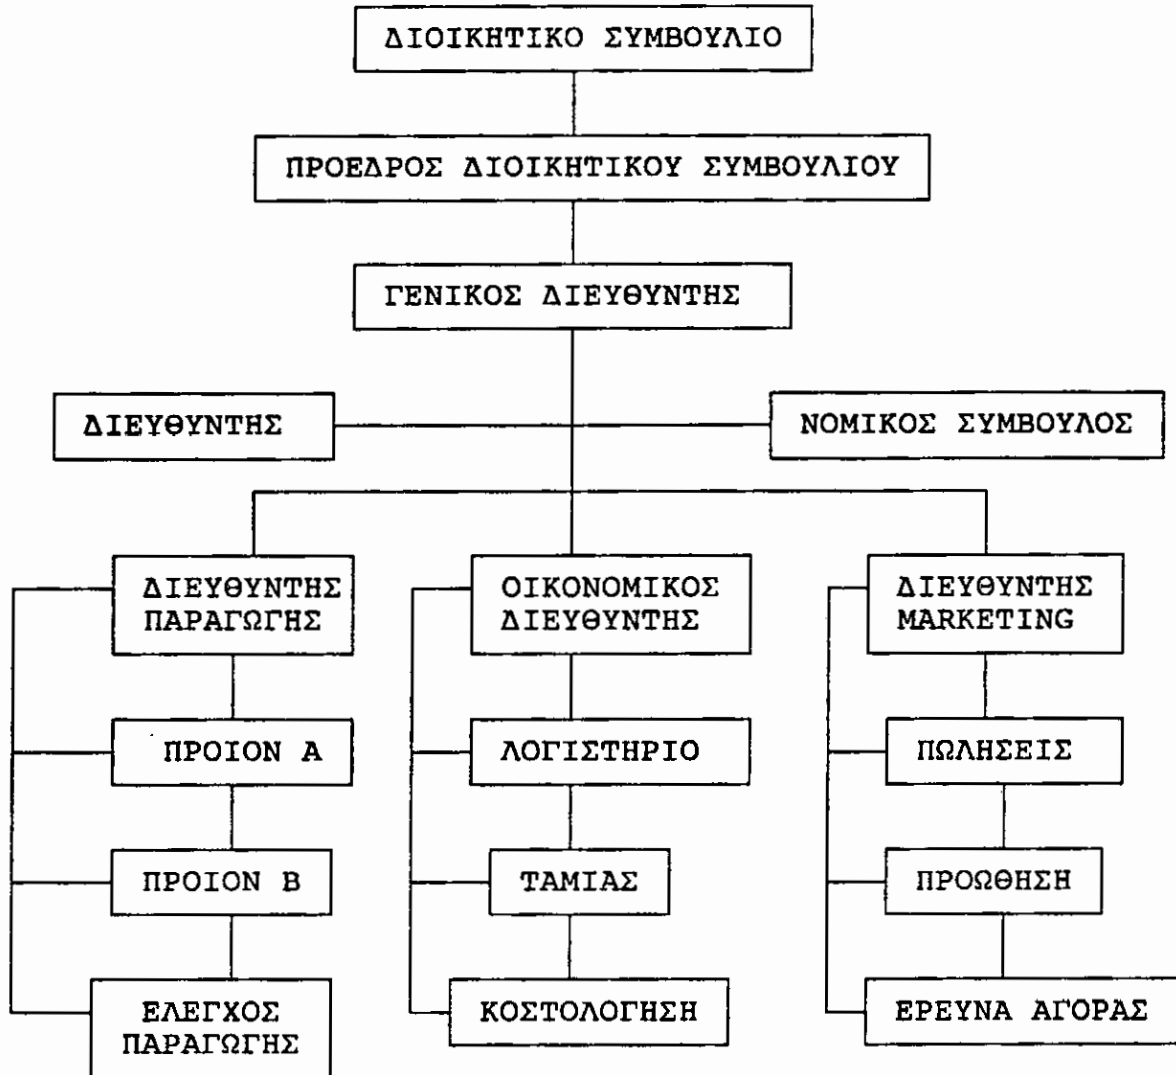 ΔΙΟΙΚΗΤΙΚΟ ΣΥΜΒΟΥΛΙΟ
ΠΡΟΕΔΡΟΣ ΔΙΟΙΚΗΤΙΚΟΥ ΣΥΜΒΟΥΛΙΟΥ
ΓΕΝΙΚΟΣ ΔΙΕΥΘΥΝΤΗΣ
ΔΙΕΥΘΥΝΤΗΣ
ΝΟΜΙΚΟΣ ΣΥΜΒΟΥΛΟΣ
ΔΙΕΥΘΥΝΤΗΣ
ΠΑΡΑΓΩΓΗΣ
ΟΙΚΟΝΟΜΙΚΟΣ
ΔΙΕΥΘΥΝΤΗΣ
ΔΙΕΥΘΥΝΤΗΣ
MARKETING
ΠΡΟΙΟΝ Α
ΛΟΓΙΣΤΗΡΙΟ
ΠΩΛΗΣΕΙΣ
ΠΡΟΙΟΝ Β
ΤΑΜΙΑΣ
ΠΡΟΩΘΗΣΗ
ΕΛΕΓΧΟΣ
ΠΑΡΑΓΩΓΗΣ
ΚΟΣΤΟΛΟΓΗΣΗ
ΕΡΕΥΝΑ ΑΓΟΡΑΣ